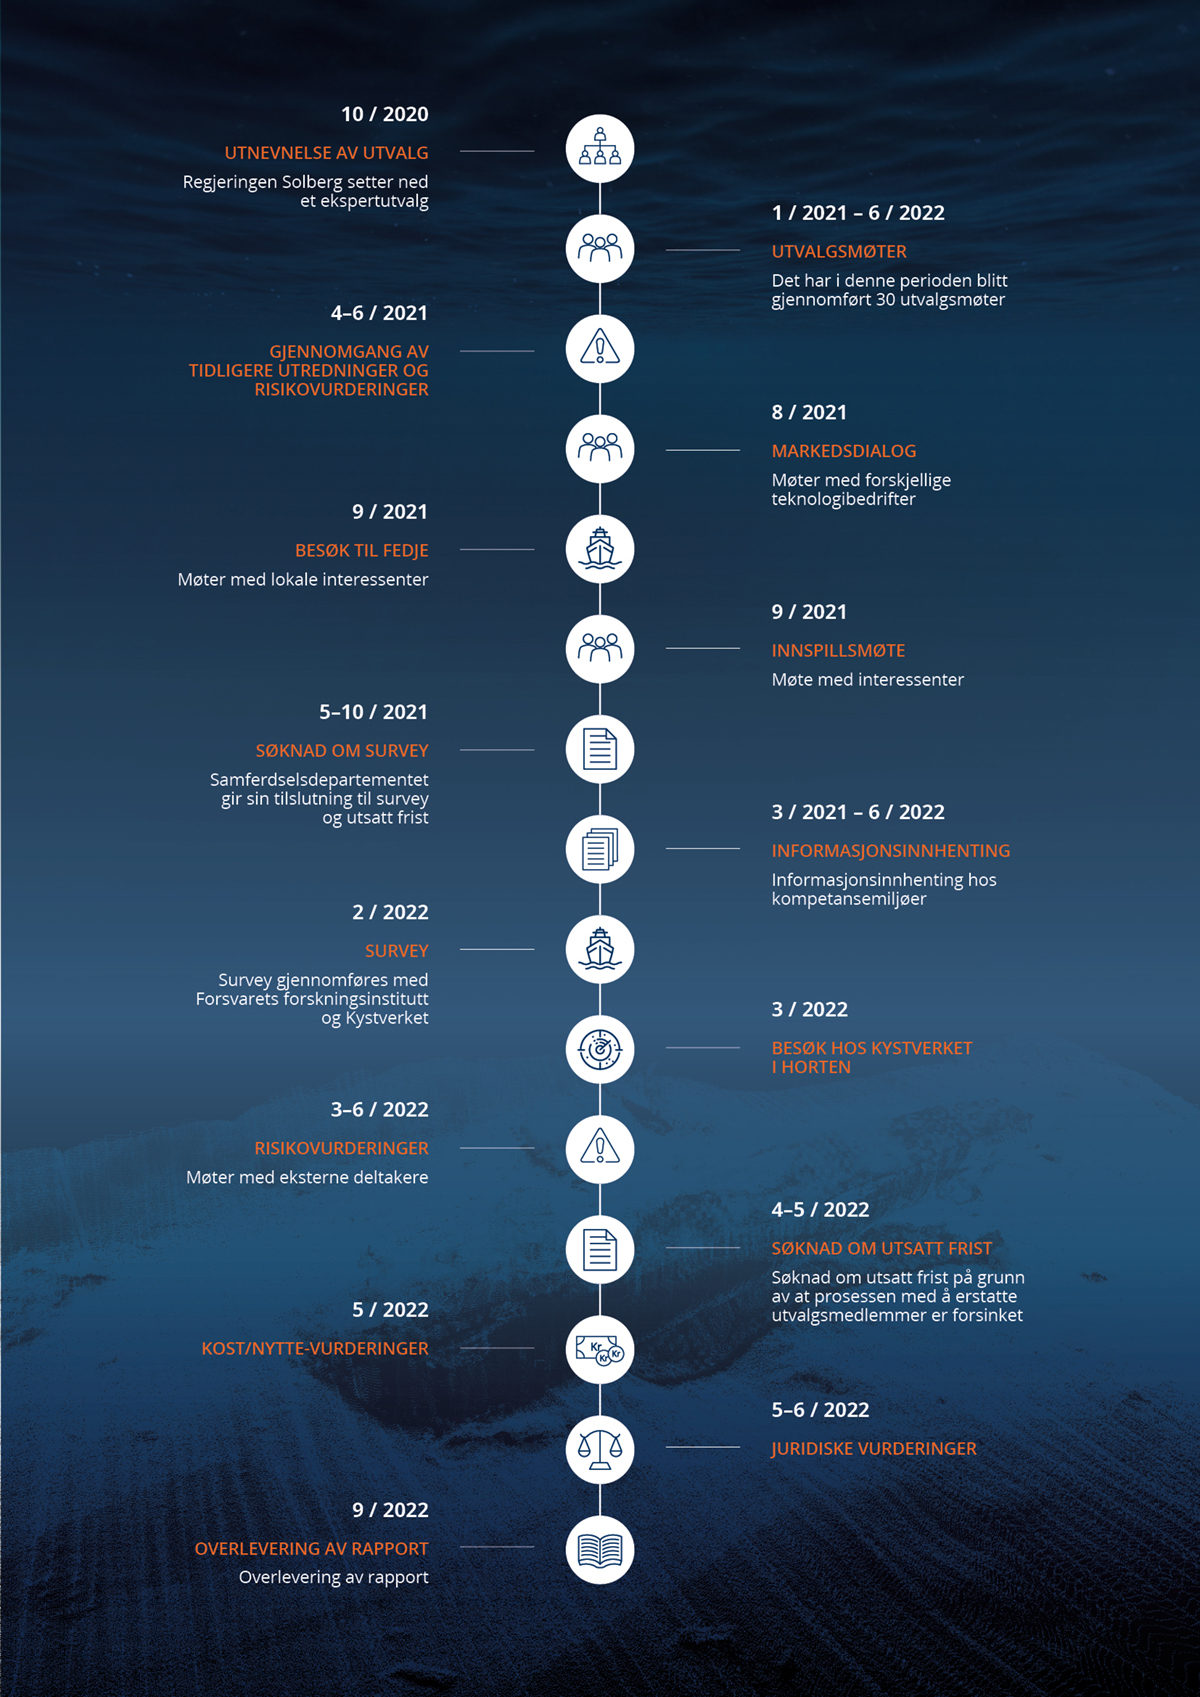 10 / 2020
UTNEVNELSE AV UTVALG
Regjeringen Solberg setter ned
et ekspertutvalg
1 / 2021 – 6 / 2022
UTVALGSMØTER
Det har i denne perioden blitt
gjennomført 30 utvalgsmøter
4–6 / 2021
GJENNOMGANG AV
TIDLIGERE UTREDNINGER OG
RISIKOVURDERINGER
8 / 2021
MARKEDSDIALOG
Møter med forskjellige
teknologibedrifter
9 / 2021
BESØK TIL FEDJE
Møter med lokale interessenter
9 / 2021
INNSPILLSMØTE
Møte med interessenter
5–10 / 2021
SØKNAD OM SURVEY
Samferdselsdepartementet
gir sin tilslutning til survey
og utsatt frist
3 / 2021 – 6 / 2022
INFORMASJONSINNHENTING
Informasjonsinnhenting hos
kompetansemiljøer
2 / 2022
SURVEY
Survey gjennomføres med
Forsvarets forskningsinstitutt
og Kystverket
3 / 2022
BESØK HOS KYSTVERKET
I HORTEN
3–6 / 2022
RISIKOVURDERINGER
Møter med eksterne deltakere
4–5 / 2022
SØKNAD OM UTSATT FRIST
Søknad om utsatt frist på grunn
av at prosessen med å erstatte
utvalgsmedlemmer er forsinket
5 / 2022
KOST/NYTTE-VURDERINGER
Kr
Kr
Kr
5–6 / 2022
JURIDISKE VURDERINGER
9 / 2022
OVERLEVERING AV RAPPORT
Overlevering av rapport